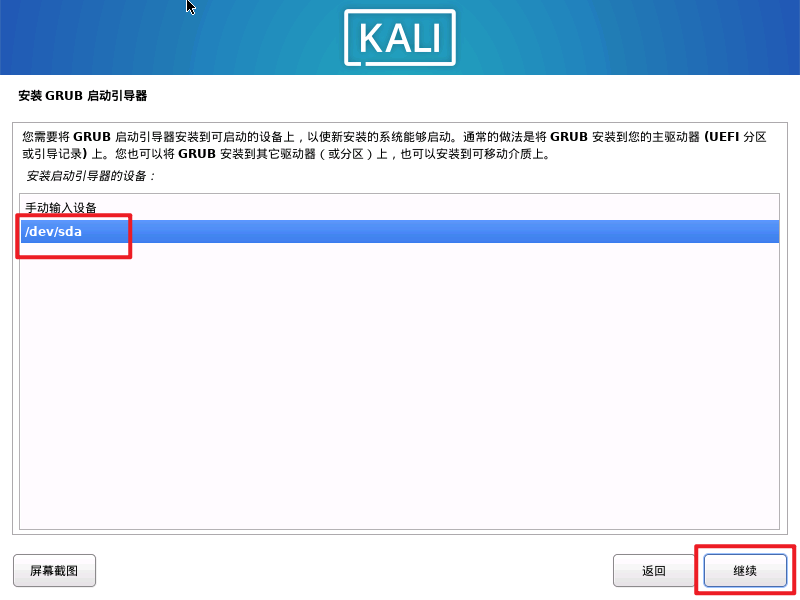 KALI
安装 GRUB 启动引导器
您需要将 GRUB 启动引导器安装到可启动的设备上，以使新安装的系统能够启动。通常的做法是将 GRUB 安装到您的主驱动器 (UEFI 分区
或引导记录) 上。您也可以将 GRUB 安装到其它驱动器（或分区）上，也可以安装到可移动介质上。
安装启动引导器的设备：
手动输入设备
/dev/sda
屏幕截图
返回
继续